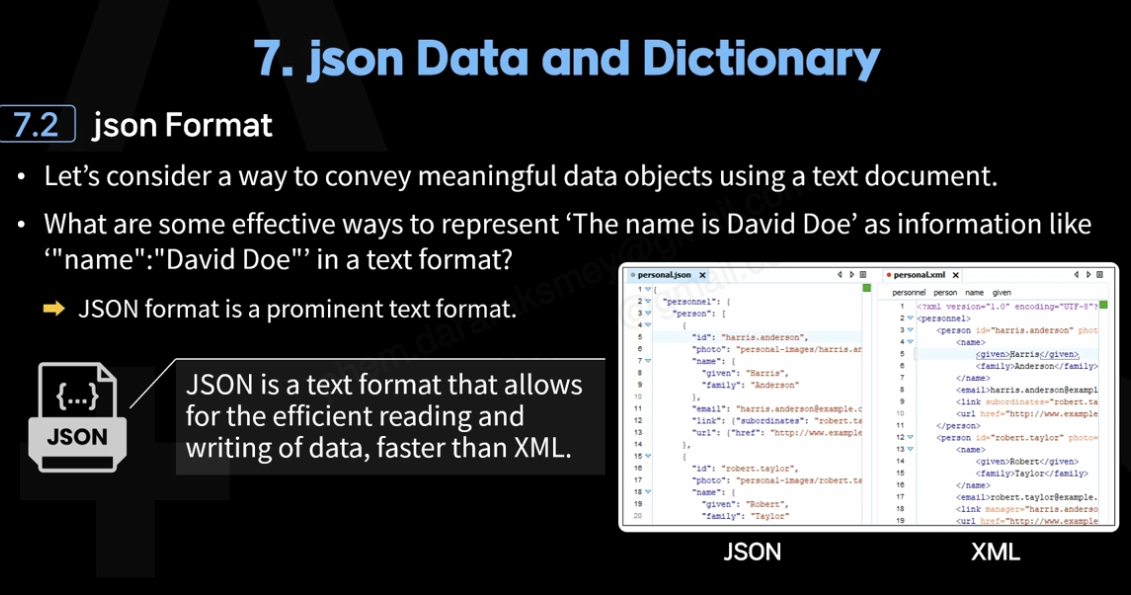 7. json Data and Dictionary
7.2 json Format
• Let's consider a way to convey meaningful data objects using a text document.
• What are some effective ways to represent ‘The name is David Doe’ as information like
‘"name":"David Doe"’ in a text format?
➡ JSON format is a prominent text format.
{...}
JSON
JSON is a text format that allows
for the efficient reading and
writing of data, faster than XML.
personal.json
1 {
2 "personnel": {
3 "person": [
4 {
5 "id": "harris.anderson",
6 "photo": "personal-images/harris.an
7 "name": {
8 "given": "Harris",
9 "family": "Anderson"
10 },
11 "email": "harris.anderson@example.c
12 "link": {"subordinates": "robert.ta
13 "url": {"href": "http://www.example
14 },
15 {
16 "id": "robert.taylor",
17 "photo": "personal-images/robert.ta
18 "name": {
19 "given": "Robert",
20 "family": "Taylor"
JSON
personal.xml
personnel person name given
1 <?xml version="1.0" encoding="UTF-8"?
2 <personnel>
3 <person id="harris.anderson" phot
4 <name>
5 <given>Harris</given>
6 <family>Anderson</family>
7 </name>
8 <email>harris.anderson@exampl
9 <link subordinates="robert.ta
10 <url href="http://www.example
11 </person>
12 <person id="robert.taylor" photo=
13 <name>
14 <given>Robert</given>
15 <family>Taylor</family>
16 </name>
17 <email>robert.taylor@example.
18 <link manager="harris.anderso
19 <url href="http://www.example
XML